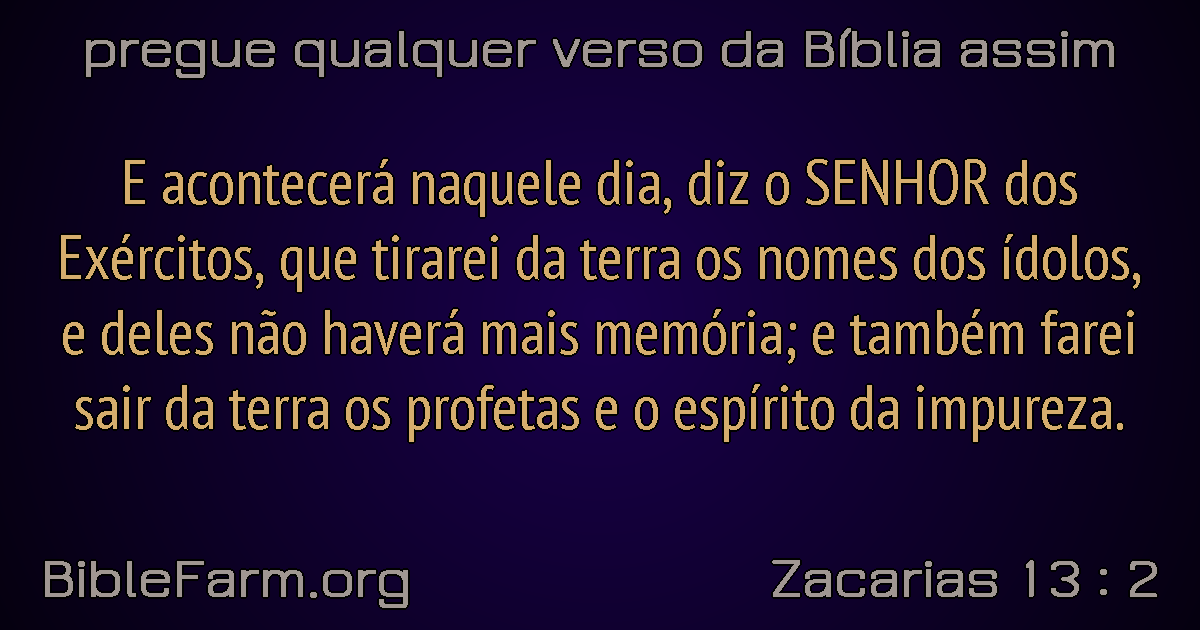 pregue qualquer verso da Bíblia assim
E acontecerá naquele dia, diz o SENHOR dos
Exércitos, que tirarei da terra os nomes dos ídolos,
e deles não haverá mais memória; e também farei
sair da terra os profetas e o espírito da impureza.
BibleFarm.org
Zacarias 13 : 2